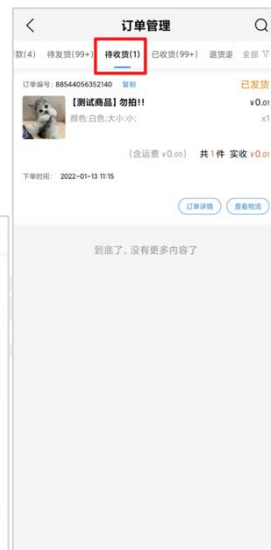 订单管理
款(4) 待发货(99+) 待收货(1) 已收货(99+) 退货退 全部
订单编号: 88544056352140 复制 已发货
【测试商品】勿拍!! ¥0.01
颜色:白色;大小:小; x1
(含运费 ¥0.00) 共1件 实收 ¥0.01
下单时间: 2022-01-13 11:15
订单详情 查看物流
到底了，没有更多内容了